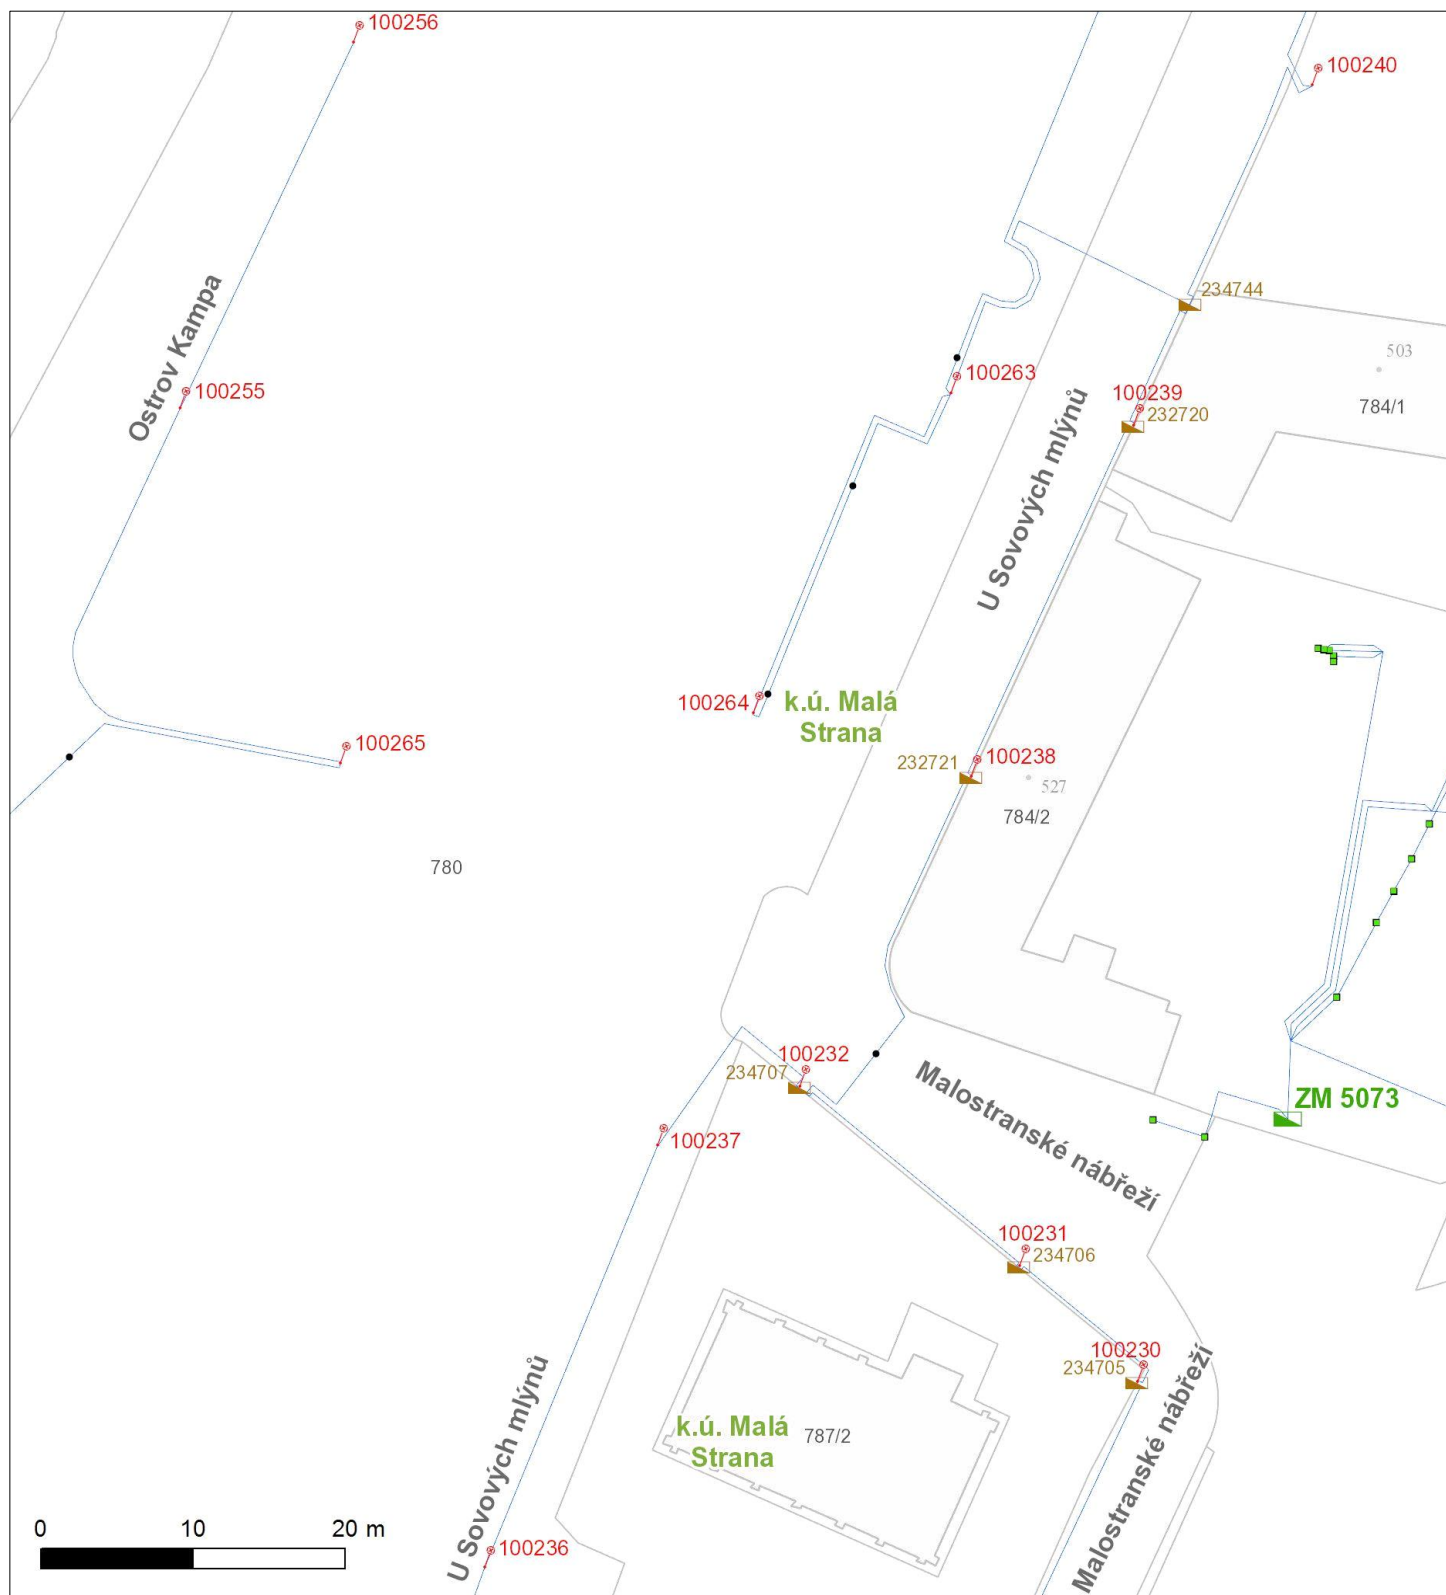 100256
100240
234744
Ostrov Kampa
503
100263
100255
100239
784/1
232720
U Sovových mlýnů
100264
k.ú. Malá
Strana
100265
100238
232721
527
784/2
780
100232
234707
Malostranské nábřeží
ZM 5073
100237
100231
234706
100230
234705
U Sovových mlýnů
Malostranské nábřeží
k.ú. Malá
Strana
787/2
0 10 20 m
100236